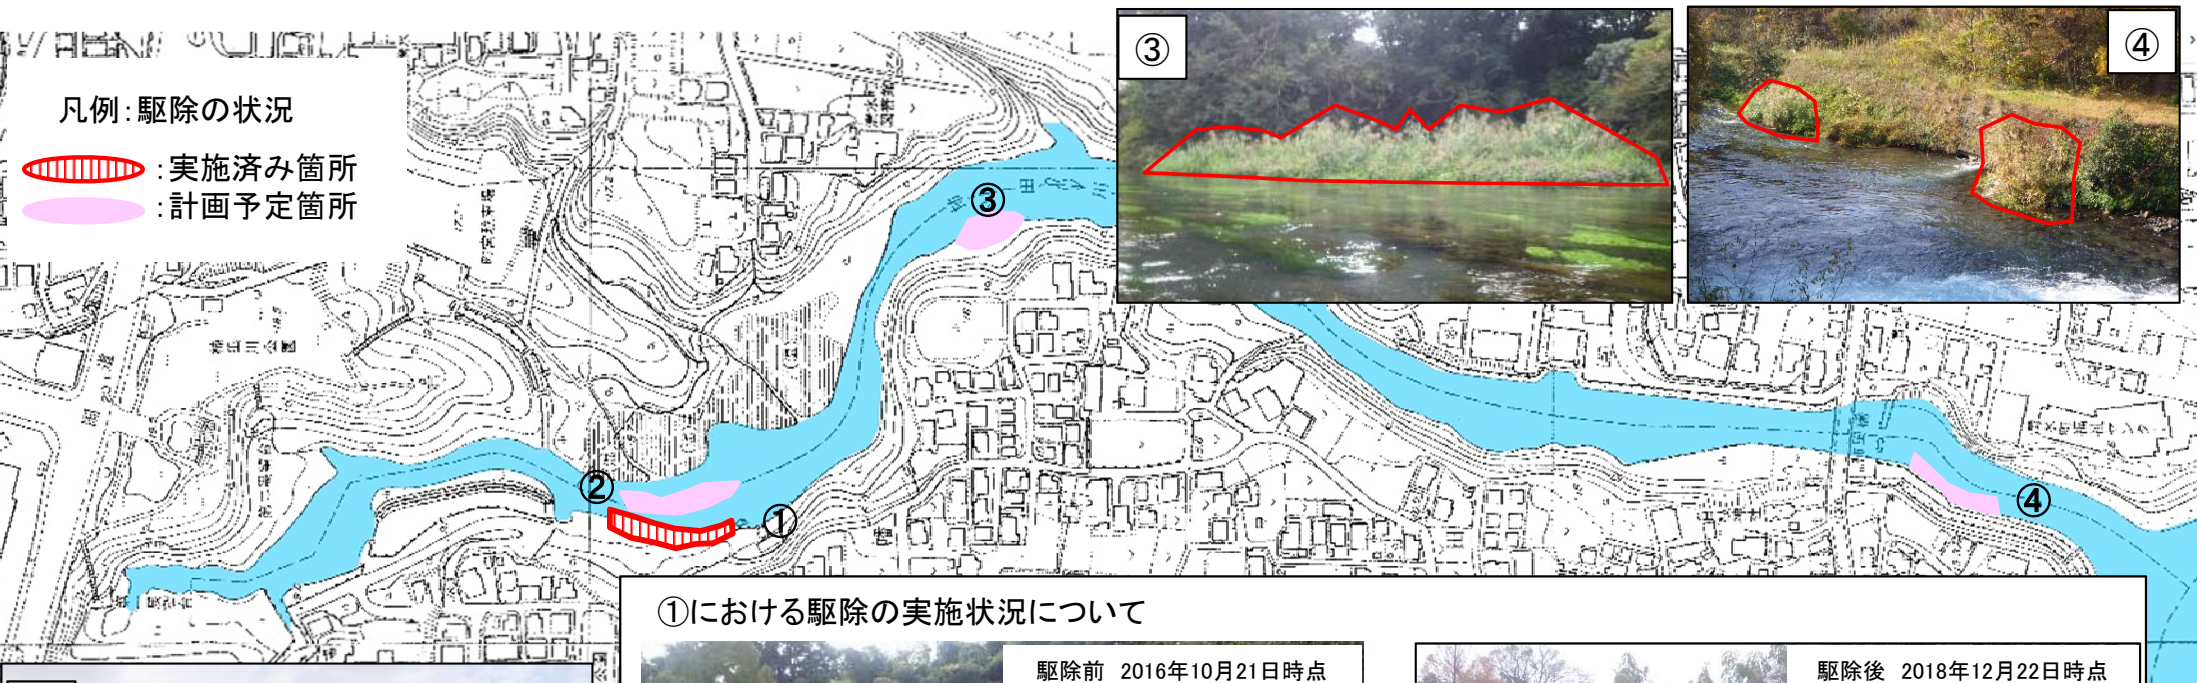 凡例:駆除の状況
:実施済み箇所
:計画予定箇所
③
④
③
②
①
④
①における駆除の実施状況について
駆除前 2016年10月21日時点
駆除後 2018年12月22日時点